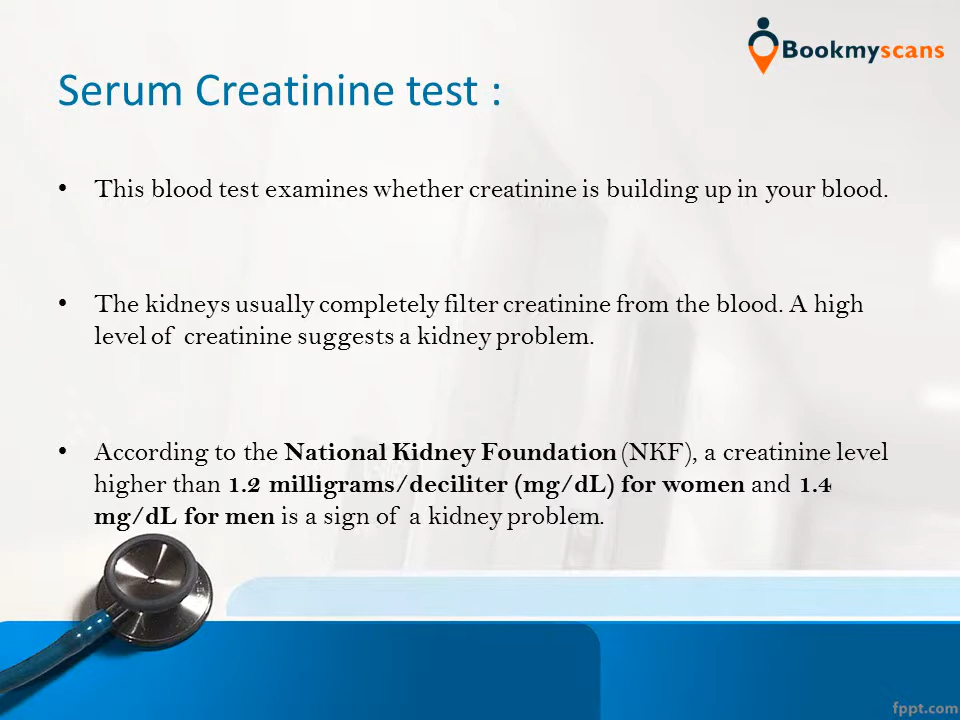 Bookmyscans
Serum Creatinine test :
• This blood test examines whether creatinine is building up in your blood.
• The kidneys usually completely filter creatinine from the blood. A high
level of creatinine suggests a kidney problem.
• According to the National Kidney Foundation (NKF), a creatinine level
higher than 1.2 milligrams/deciliter (mg/dL) for women and 1.4
mg/dL for men is a sign of a kidney problem.
fppt.com